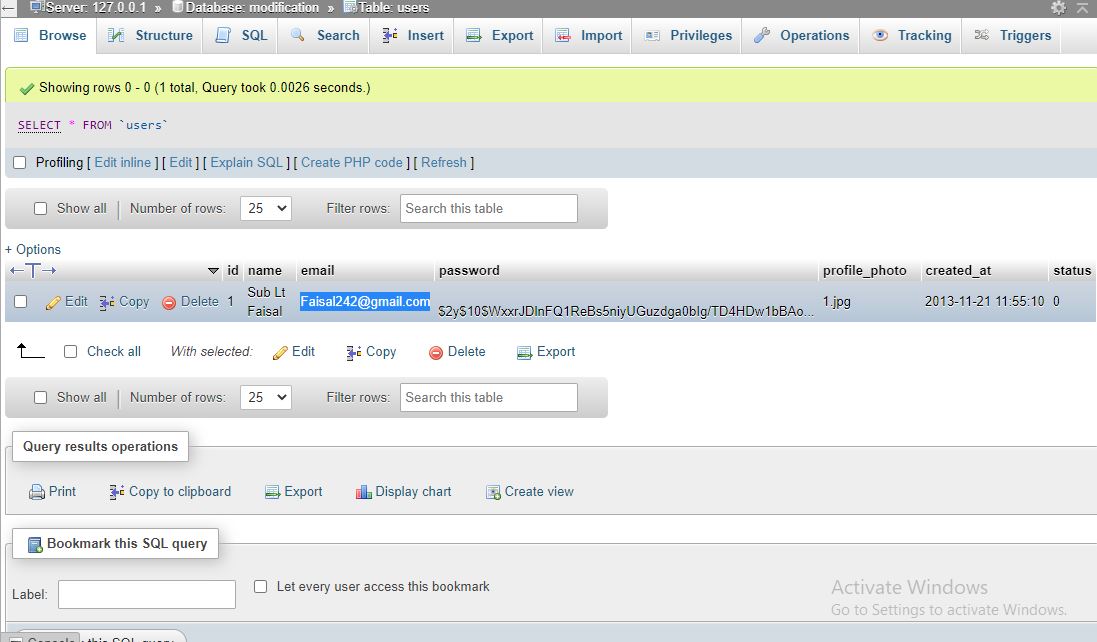 Server: 127.0.0.1 » Database: modification » Table: users
Browse Structure SQL Search Insert Export Import Privileges Operations Tracking Triggers
Showing rows 0 - 0 (1 total, Query took 0.0026 seconds.)
SELECT * FROM `users`
Profiling [ Edit inline ] [ Edit ] [ Explain SQL ] [ Create PHP code ] [ Refresh ]
Show all Number of rows: 25 Filter rows: Search this table
+ Options
←T→ id name email password profile_photo created_at status
Edit Copy Delete 1 Sub Lt Faisal Faisal242@gmail.com $2y$10$WxxrJDInFQ1ReBs5niyUGuzdga0bIg/TD4HDw1bBAo... 1.jpg 2013-11-21 11:55:10 0
Check all With selected: Edit Copy Delete Export
Show all Number of rows: 25 Filter rows: Search this table
Query results operations
Print Copy to clipboard Export Display chart Create view
Bookmark this SQL query
Label: Let every user access this bookmark
Activate Windows
Go to Settings to activate Windows.
Console this SQL query